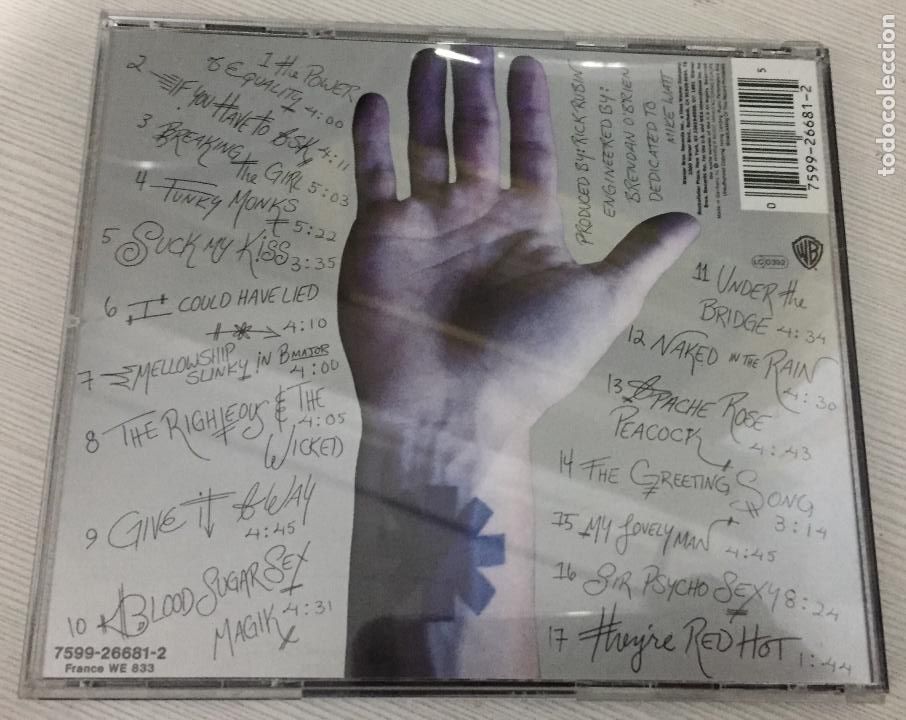 1 the POWER
OF EQUALITY 4:00
2 IF YOU HAVE TO ASK 4:11
3 BREAKING
the GIRL 5:03
4 FUNKY MONKS
5:22
5 SUCK MY KISS 3:35
6 I COULD HAVE LIED
4:10
7 MELLOWSHIP
SLINKY IN B MAJOR
4:00
8 THE RIGHTEOUS & THE
4:05
WICKED
9 GIVE IT AWAY
4:45
10 BLOOD SUGAR SEX
MAGIK 4:31
7599-26681-2
France WE 833
PRODUCED BY: RICK RUBIN
ENGINEERED BY:
BRENDAN O'BRIEN
DEDICATED TO
MIKE WATT
0 7599-26681-2 5
LC 0392
WB
11 UNDER the
BRIDGE 4:34
12 NAKED IN THE RAIN
4:30
13 APACHE ROSE
PEACOCK
4:43
14 THE GREETING SONG
3:14
15 MY LOVELY MAN
4:45
16 SIR PSYCHO SEXY 8:24
17 they're RED HOT
1:44
todocoleccion